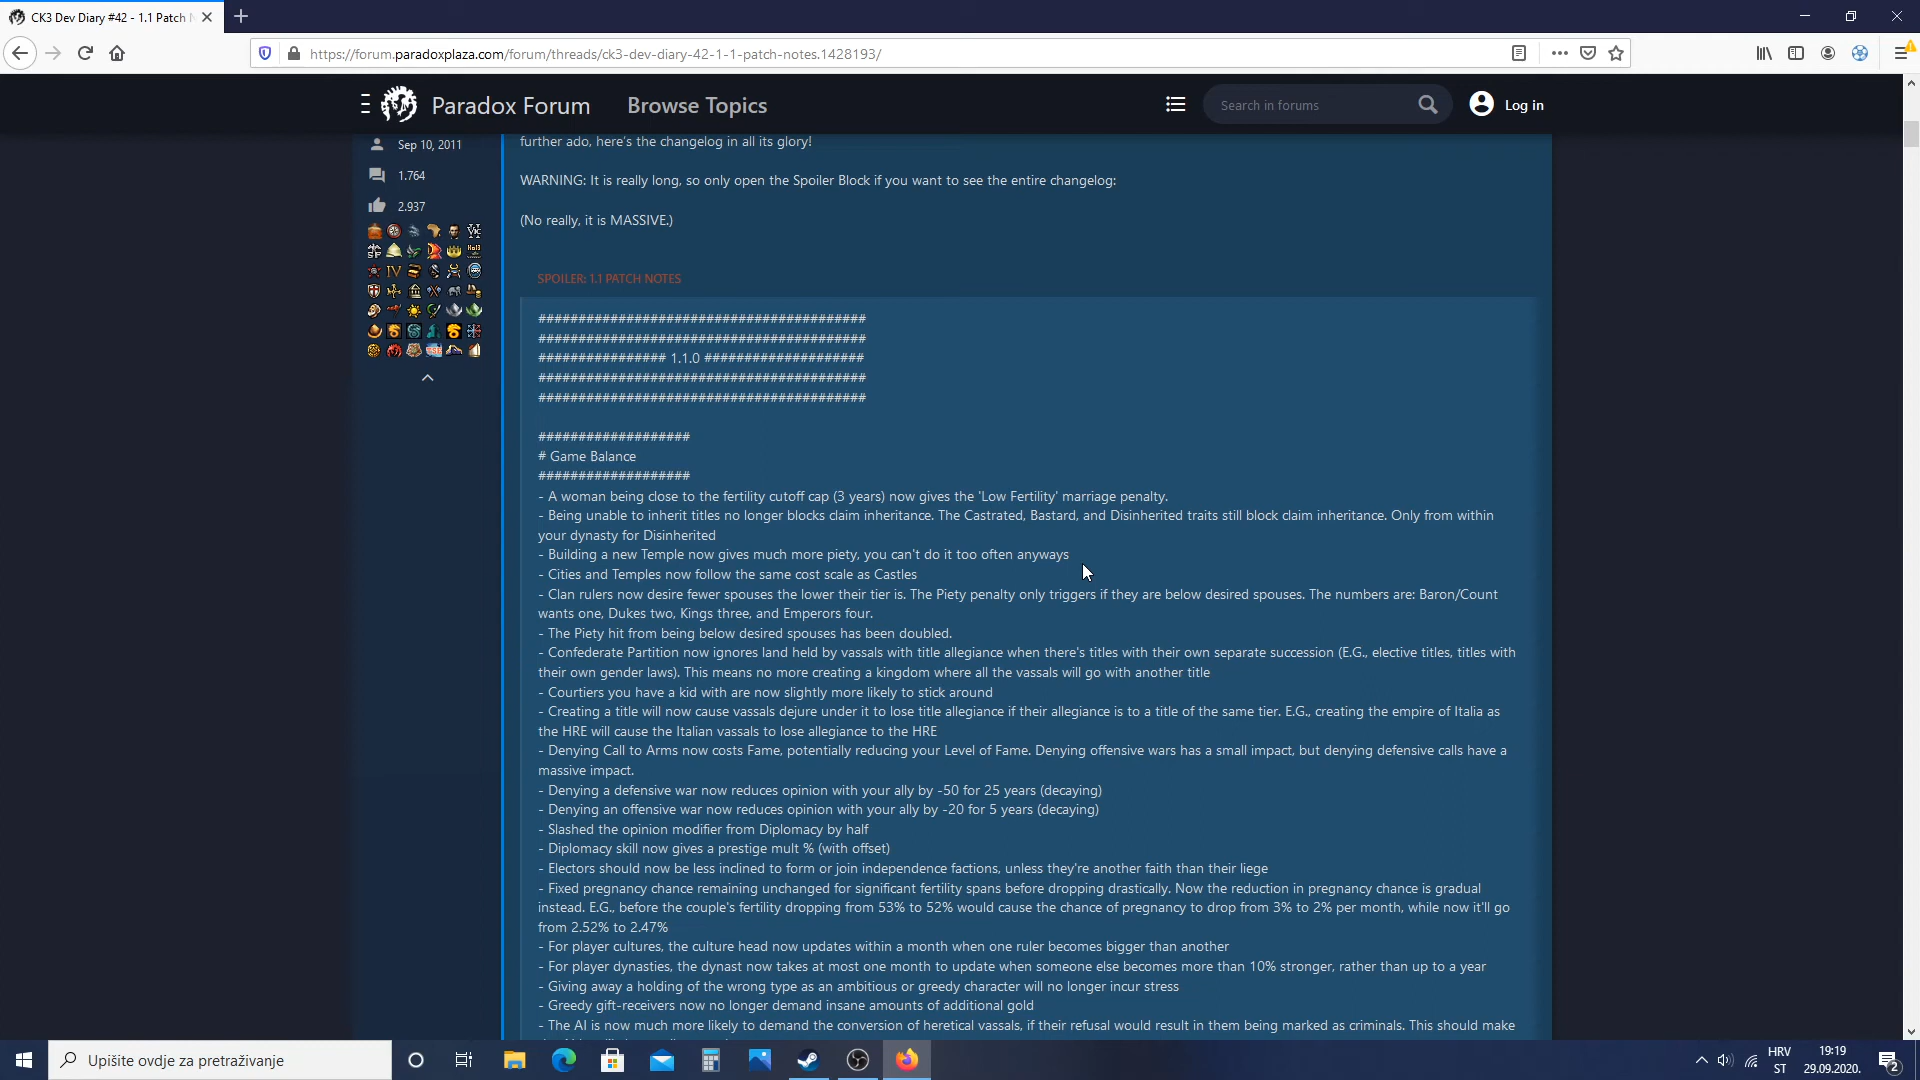 CK3 Dev Diary #42 - 1.1 Patch N
https://forum.paradoxplaza.com/forum/threads/ck3-dev-diary-42-1-1-patch-notes.1428193/
Paradox Forum
Browse Topics
Search in forums
Log in
Sep 10, 2011
1.764
2.937
further ado, here's the changelog in all its glory!
WARNING: It is really long, so only open the Spoiler Block if you want to see the entire changelog:
(No really, it is MASSIVE.)
SPOILER: 1.1 PATCH NOTES
#########################################
#########################################
################ 1.1.0 ####################
#########################################
#########################################
###################
# Game Balance
###################
- A woman being close to the fertility cutoff cap (3 years) now gives the 'Low Fertility' marriage penalty.
- Being unable to inherit titles no longer blocks claim inheritance. The Castrated, Bastard, and Disinherited traits still block claim inheritance. Only from within
your dynasty for Disinherited
- Building a new Temple now gives much more piety, you can't do it too often anyways
- Cities and Temples now follow the same cost scale as Castles
- Clan rulers now desire fewer spouses the lower their tier is. The Piety penalty only triggers if they are below desired spouses. The numbers are: Baron/Count
wants one, Dukes two, Kings three, and Emperors four.
- The Piety hit from being below desired spouses has been doubled.
- Confederate Partition now ignores land held by vassals with title allegiance when there's titles with their own separate succession (E.G., elective titles, titles with
their own gender laws). This means no more creating a kingdom where all the vassals will go with another title
- Courtiers you have a kid with are now slightly more likely to stick around
- Creating a title will now cause vassals dejure under it to lose title allegiance if their allegiance is to a title of the same tier. E.G., creating the empire of Italia as
the HRE will cause the Italian vassals to lose allegiance to the HRE
- Denying Call to Arms now costs Fame, potentially reducing your Level of Fame. Denying offensive wars has a small impact, but denying defensive calls have a
massive impact.
- Denying a defensive war now reduces opinion with your ally by -50 for 25 years (decaying)
- Denying an offensive war now reduces opinion with your ally by -20 for 5 years (decaying)
- Slashed the opinion modifier from Diplomacy by half
- Diplomacy skill now gives a prestige mult % (with offset)
- Electors should now be less inclined to form or join independence factions, unless they're another faith than their liege
- Fixed pregnancy chance remaining unchanged for significant fertility spans before dropping drastically. Now the reduction in pregnancy chance is gradual
instead. E.G., before the couple's fertility dropping from 53% to 52% would cause the chance of pregnancy to drop from 3% to 2% per month, while now it'll go
from 2.52% to 2.47%
- For player cultures, the culture head now updates within a month when one ruler becomes bigger than another
- For player dynasties, the dynast now takes at most one month to update when someone else becomes more than 10% stronger, rather than up to a year
- Giving away a holding of the wrong type as an ambitious or greedy character will no longer incur stress
- Greedy gift-receivers now no longer demand insane amounts of additional gold
- The AI is now much more likely to demand the conversion of heretical vassals, if their refusal would result in them being marked as criminals. This should make
Upišite ovdje za pretraživanje
HRV
ST
19:19
29.09.2020.
2